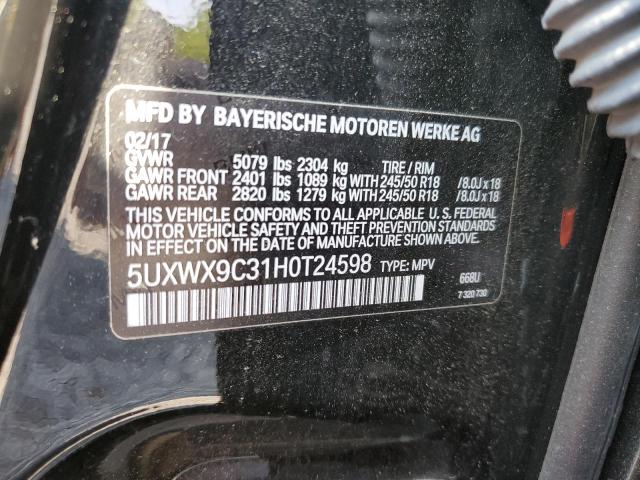 MFD BY BAYERISCHE MOTOREN WERKE AG
02/17
GVWR 5079 lbs 2304 kg TIRE / RIM
GAWR FRONT 2401 lbs 1089 kg WITH 245/50 R18 /8.0J x 18
GAWR REAR 2820 lbs 1279 kg WITH 245/50 R18 /8.0J x 18
THIS VEHICLE CONFORMS TO ALL APPLICABLE U. S. FEDERAL
MOTOR VEHICLE SAFETY AND THEFT PREVENTION STANDARDS
IN EFFECT ON THE DATE OF MANUFACTURE SHOWN ABOVE.
5UXWX9C31H0T24598 TYPE: MPV 668U
7 320 730